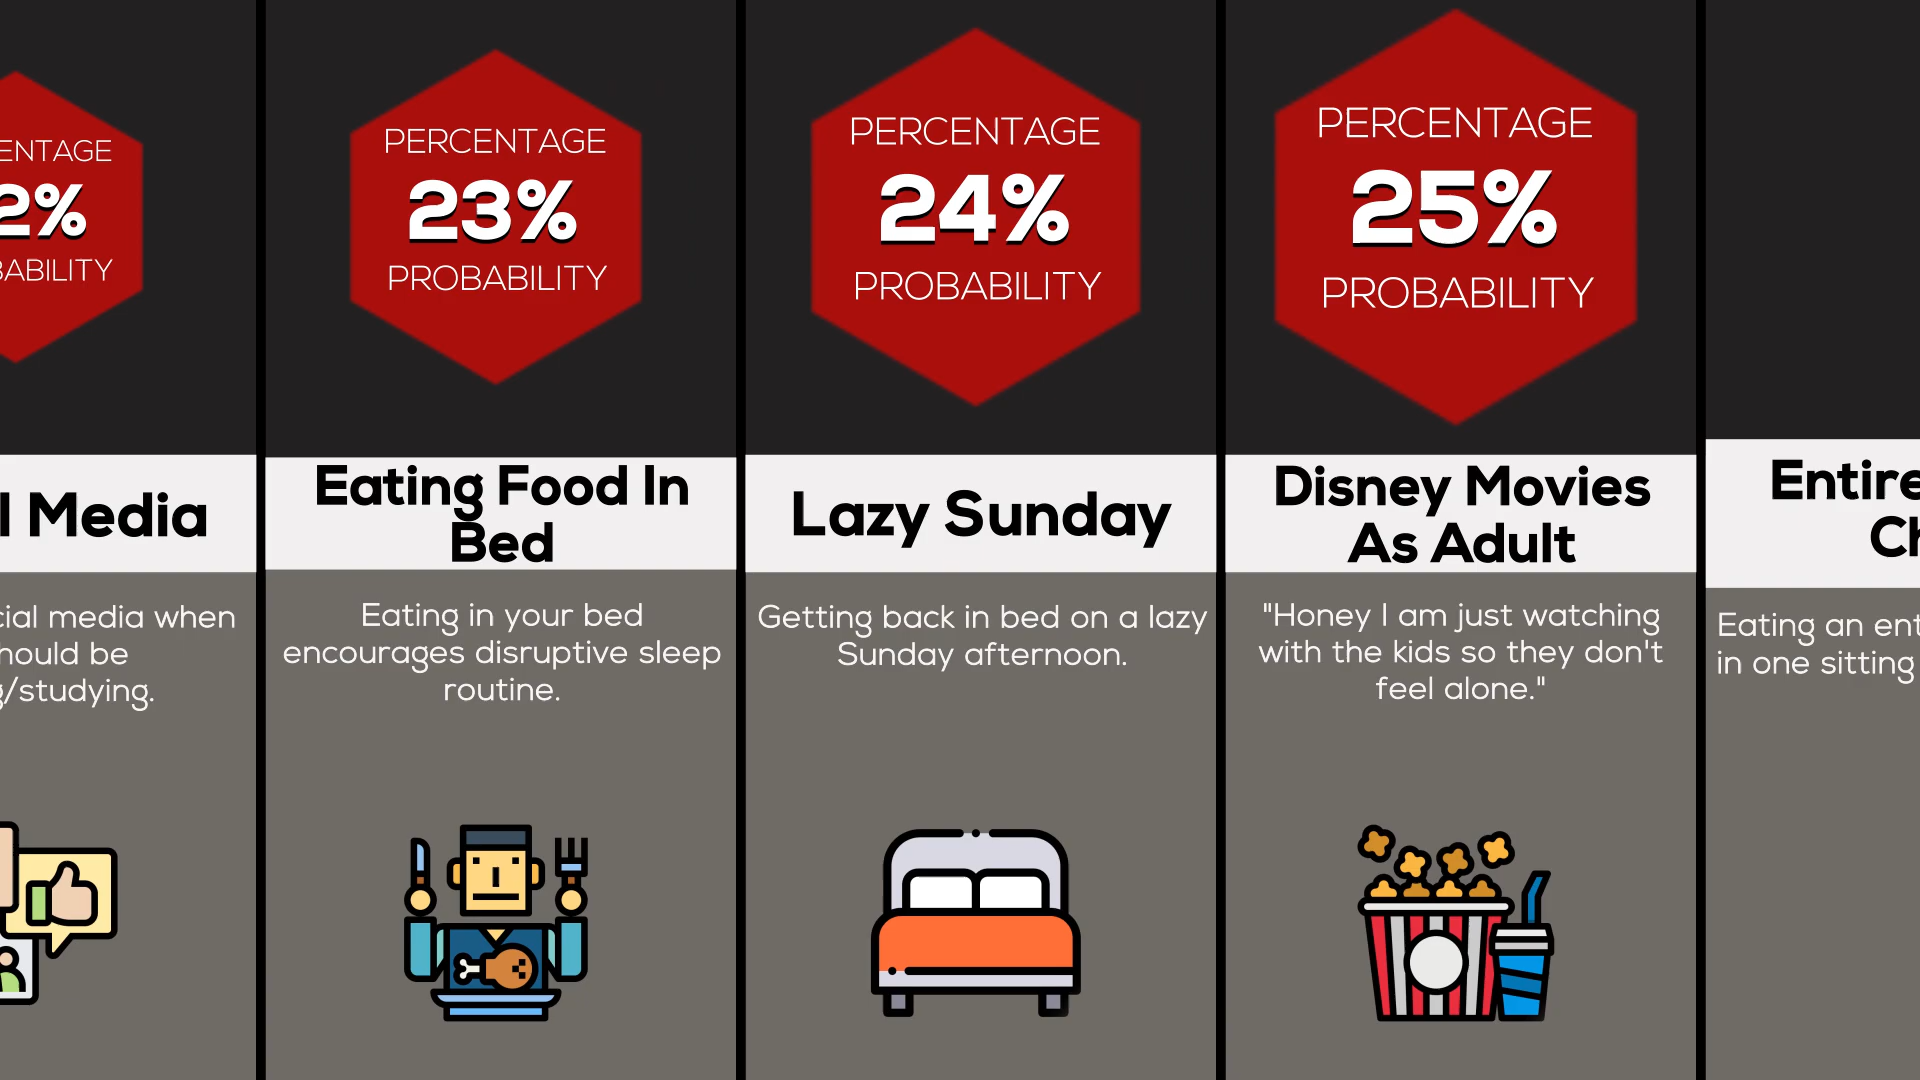 ENTAGE
2%
BABILITY
l Media
cial media when
hould be
g/studying.
PERCENTAGE
23%
PROBABILITY
Eating Food In
Bed
Eating in your bed
encourages disruptive sleep
routine.
PERCENTAGE
24%
PROBABILITY
Lazy Sunday
Getting back in bed on a lazy
Sunday afternoon.
PERCENTAGE
25%
PROBABILITY
Disney Movies
As Adult
"Honey I am just watching
with the kids so they don't
feel alone."
Entire
Ch
Eating an ent
in one sitting